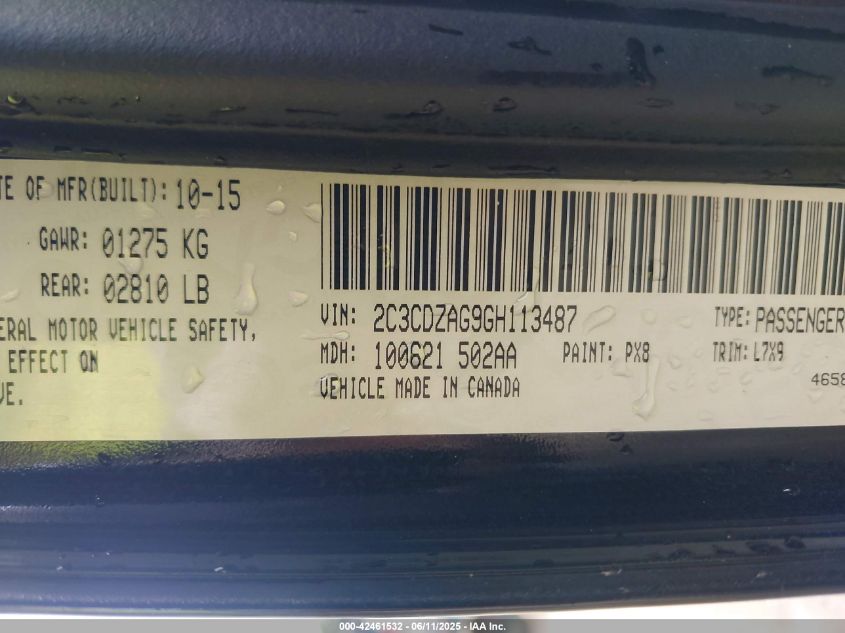 TE OF MFR(BUILT): 10-15
GAWR: 01275 KG
REAR: 02810 LB
ERAL MOTOR VEHICLE SAFETY,
EFFECT ON
VE.
VIN: 2C3CDZAG9GH113487
TYPE: PASSENGER
MDH: 100621 502AA
PAINT: PX8
TRIM: L7X9
VEHICLE MADE IN CANADA
4658
000-42461532 - 06/11/2025 - IAA Inc.